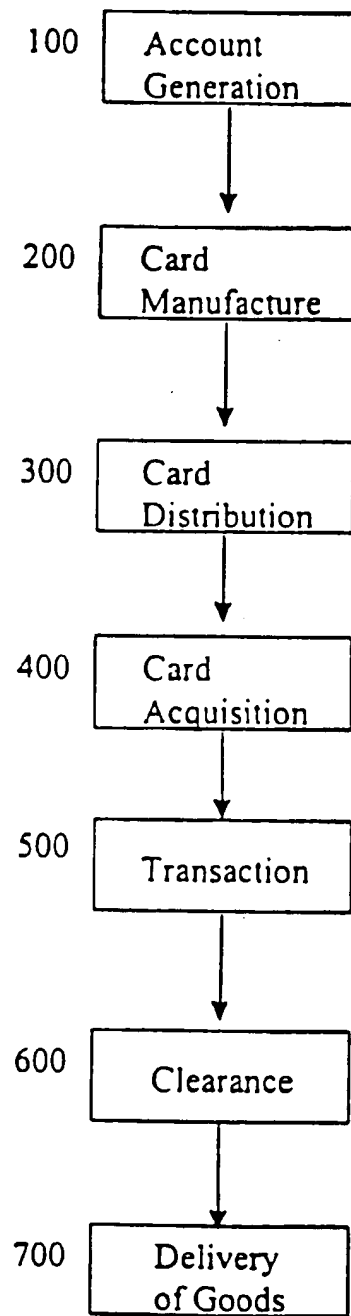 100 Account
Generation
200 Card
Manufacture
300 Card
Distribution
400 Card
Acquisition
500
Transaction
600
Clearance
700 Delivery
of Goods